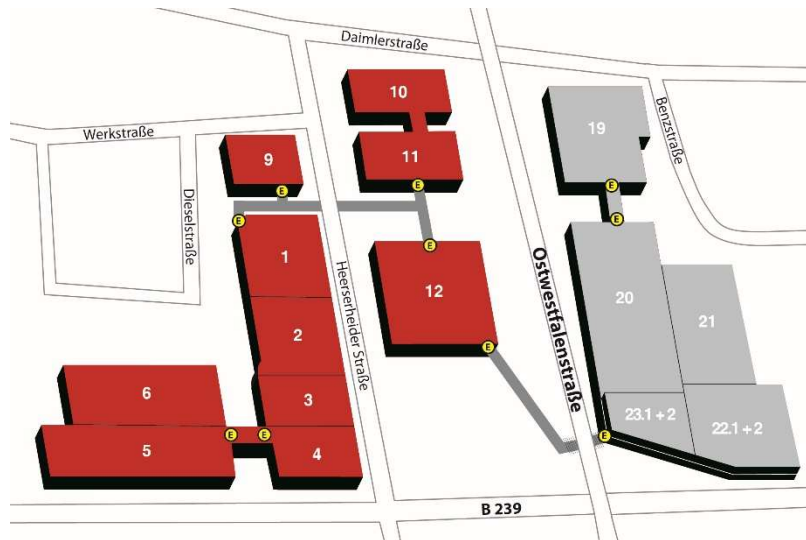 Daimlerstraße
Werkstraße
Dieselstraße
Heerserheider Straße
Ostwestfalenstraße
Benzstraße
B 239
10
11
9
E
E
E
E
1
2
3
4
5
6
E
E
12
E
E
19
E
E
20
21
23.1 + 2
22.1 + 2